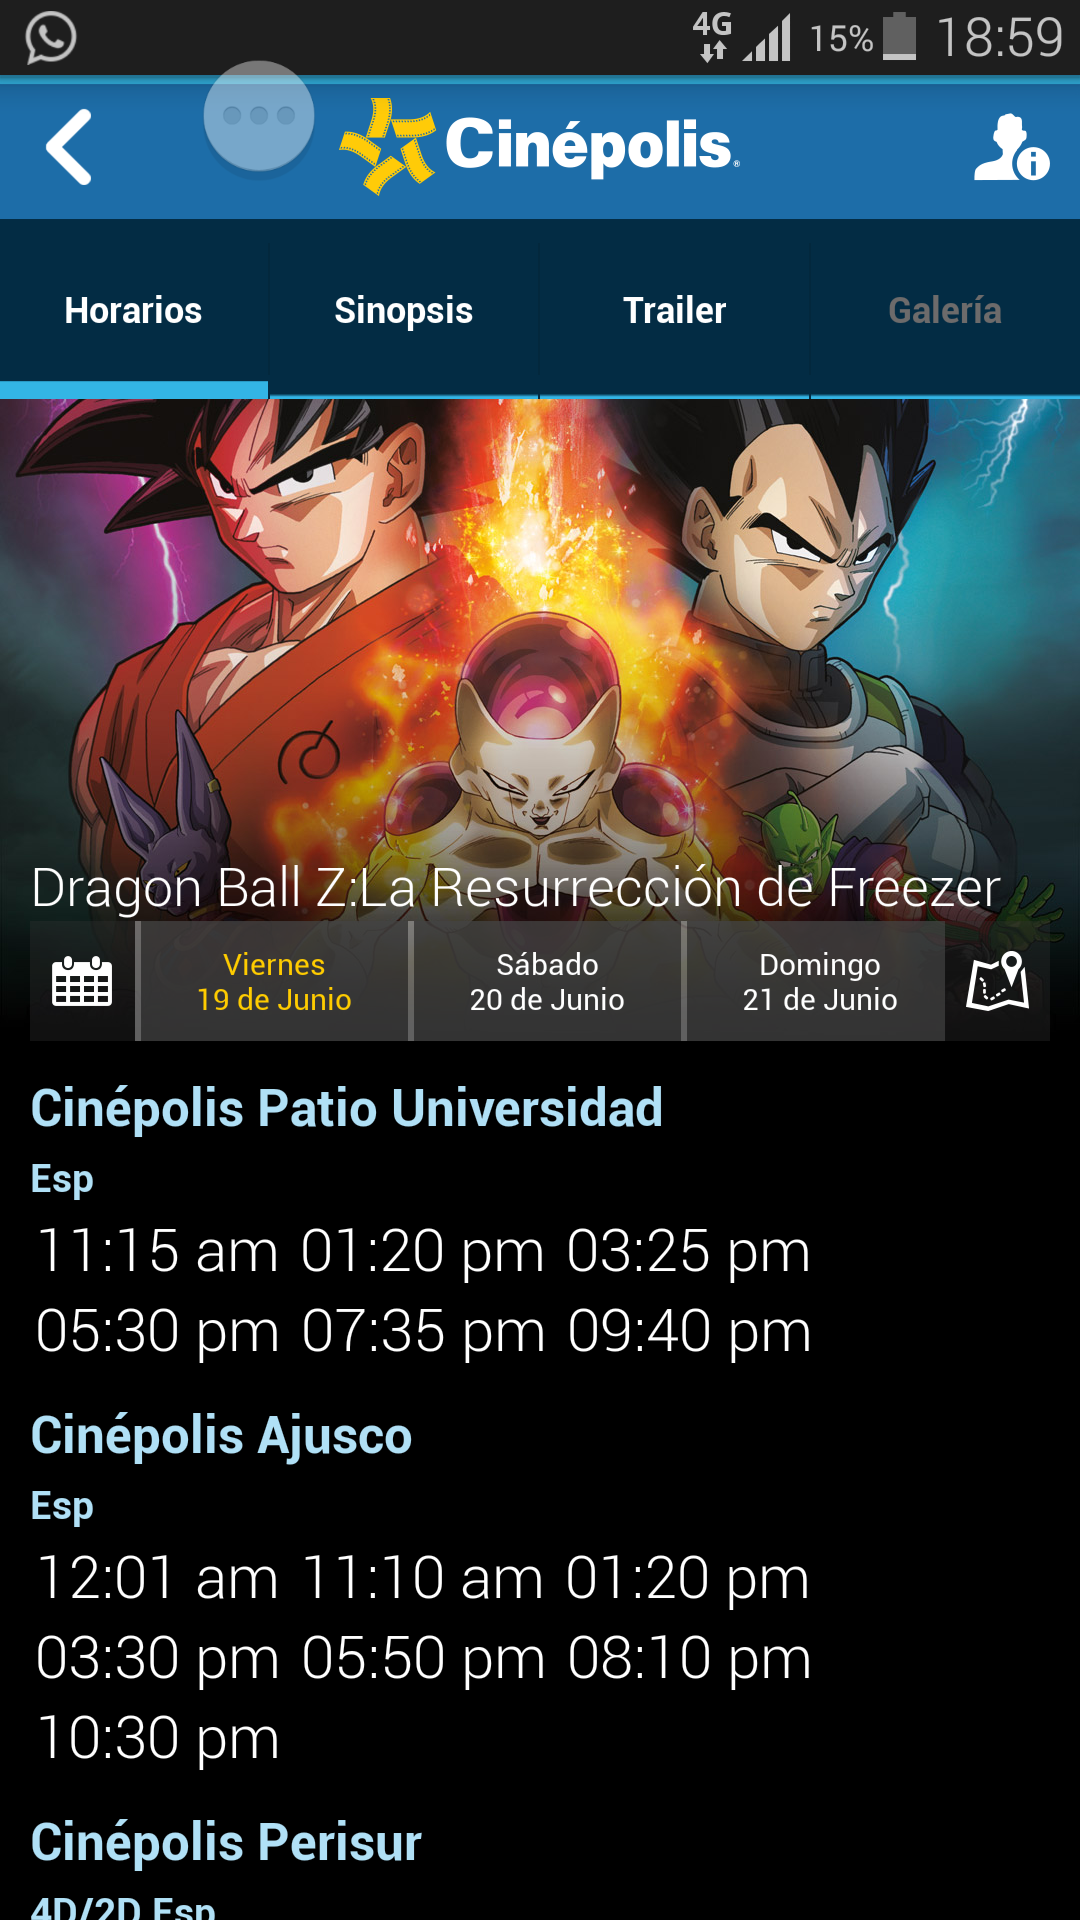 4G 15% 18:59
Cinépolis
Horarios Sinopsis Trailer Galería
Dragon Ball Z:La Resurrección de Freezer
Viernes Sábado Domingo
19 de Junio 20 de Junio 21 de Junio
Cinépolis Patio Universidad
Esp
11:15 am 01:20 pm 03:25 pm
05:30 pm 07:35 pm 09:40 pm
Cinépolis Ajusco
Esp
12:01 am 11:10 am 01:20 pm
03:30 pm 05:50 pm 08:10 pm
10:30 pm
Cinépolis Perisur
4D/2D Esp